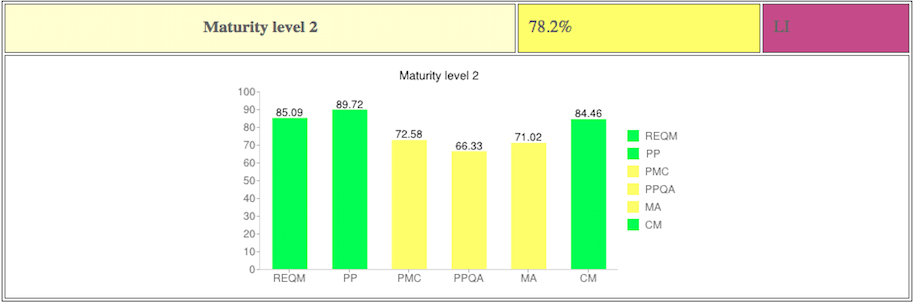 Maturity level 2 78.2% LI
Maturity level 2
100
90
80
70
60
50
40
30
20
10
0
85.09 89.72 72.58 66.33 71.02 84.46
REQM PP PMC PPQA MA CM
REQM
PP
PMC
PPQA
MA
CM